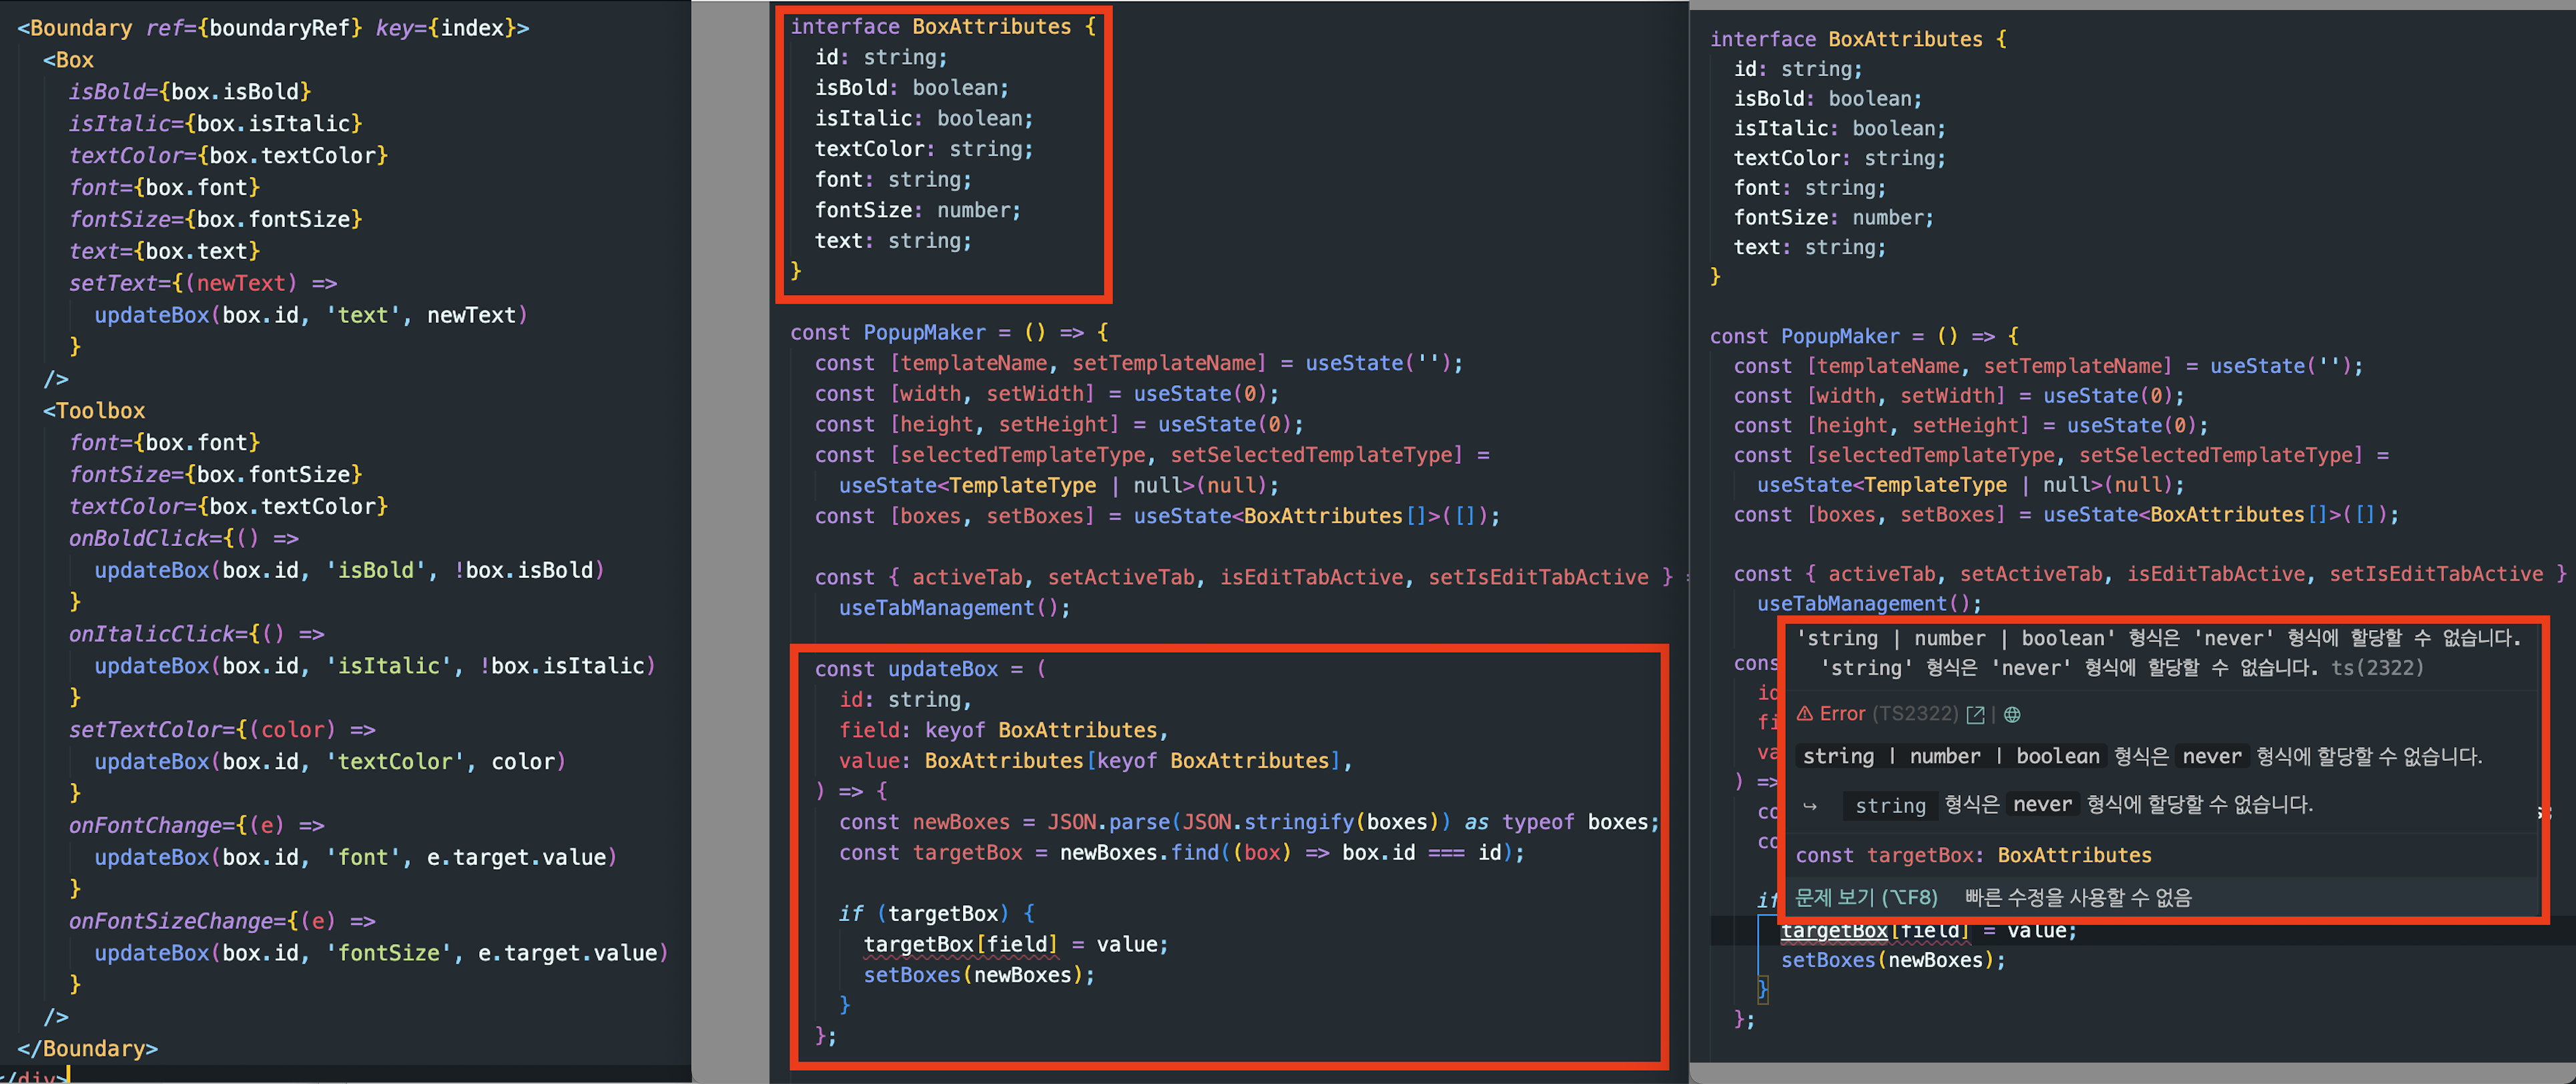 <Boundary ref={boundaryRef} key={index}>
<Box
isBold={box.isBold}
isItalic={box.isItalic}
textColor={box.textColor}
font={box.font}
fontSize={box.fontSize}
text={box.text}
setText={(newText) =>
updateBox(box.id, 'text', newText)
}
/>
<Toolbox
font={box.font}
fontSize={box.fontSize}
textColor={box.textColor}
onBoldClick={() =>
updateBox(box.id, 'isBold', !box.isBold)
}
onItalicClick={() =>
updateBox(box.id, 'isItalic', !box.isItalic)
}
setTextColor={(color) =>
updateBox(box.id, 'textColor', color)
}
onFontChange={(e) =>
updateBox(box.id, 'font', e.target.value)
}
onFontSizeChange={(e) =>
updateBox(box.id, 'fontSize', e.target.value)
}
/>
</Boundary>
</div>
interface BoxAttributes {
id: string;
isBold: boolean;
isItalic: boolean;
textColor: string;
font: string;
fontSize: number;
text: string;
}
const PopupMaker = () => {
const [templateName, setTemplateName] = useState('');
const [width, setWidth] = useState(0);
const [height, setHeight] = useState(0);
const [selectedTemplateType, setSelectedTemplateType] =
useState<TemplateType | null>(null);
const [boxes, setBoxes] = useState<BoxAttributes[]>([]);
const { activeTab, setActiveTab, isEditTabActive, setIsEditTabActive } =
useTabManagement();
const updateBox = (
id: string,
field: keyof BoxAttributes,
value: BoxAttributes[keyof BoxAttributes],
) => {
const newBoxes = JSON.parse(JSON.stringify(boxes)) as typeof boxes;
const targetBox = newBoxes.find((box) => box.id === id);
if (targetBox) {
targetBox[field] = value;
setBoxes(newBoxes);
}
};
interface BoxAttributes {
id: string;
isBold: boolean;
isItalic: boolean;
textColor: string;
font: string;
fontSize: number;
text: string;
}
const PopupMaker = () => {
const [templateName, setTemplateName] = useState('');
const [width, setWidth] = useState(0);
const [height, setHeight] = useState(0);
const [selectedTemplateType, setSelectedTemplateType] =
useState<TemplateType | null>(null);
const [boxes, setBoxes] = useState<BoxAttributes[]>([]);
const { activeTab, setActiveTab, isEditTabActive, setIsEditTabActive }
useTabManagement();
'string | number | boolean' 형식은 'never' 형식에 할당할 수 없습니다.
'string' 형식은 'never' 형식에 할당할 수 없습니다. ts(2322)
Error (TS2322) |
string | number | boolean 형식은 never 형식에 할당할 수 없습니다.
↪ string 형식은 never 형식에 할당할 수 없습니다.
const targetBox: BoxAttributes
문제 보기 (⌥F8) 빠른 수정을 사용할 수 없음
if
targetBox[field] = value;
setBoxes(newBoxes);
}
};